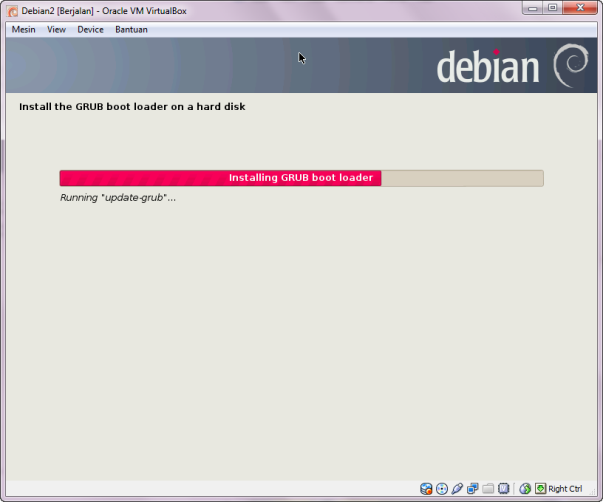 Debian2 [Berjalan] - Oracle VM VirtualBox
Mesin View Device Bantuan
debian
Install the GRUB boot loader on a hard disk
Installing GRUB boot loader
Running "update-grub"...
Right Ctrl